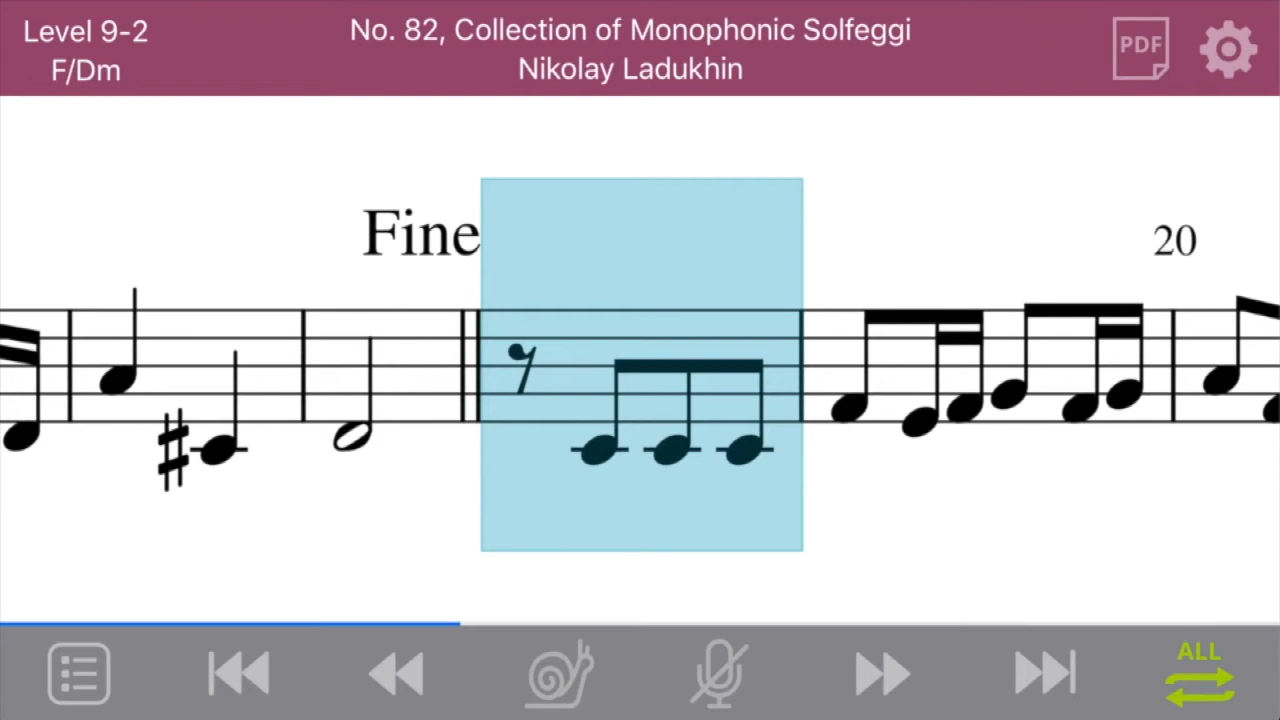 Level 9-2
F/Dm
No. 82, Collection of Monophonic Solfeggi
Nikolay Ladukhin
PDF
Fine
20
ALL